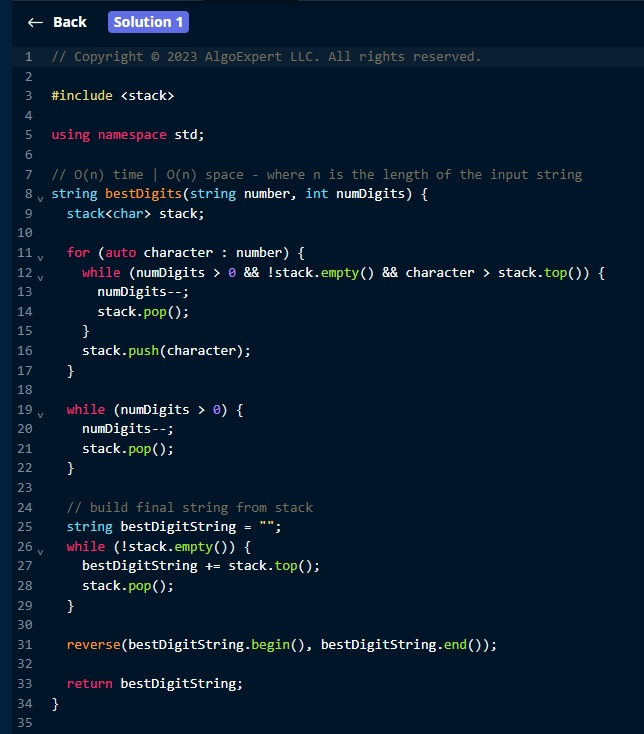 ← Back Solution 1
1 // Copyright © 2023 AlgoExpert LLC. All rights reserved.
2
3 #include <stack>
4
5 using namespace std;
6
7 // O(n) time | O(n) space - where n is the length of the input string
8 string bestDigits(string number, int numDigits) {
9   stack<char> stack;
10
11   for (auto character : number) {
12     while (numDigits > 0 && !stack.empty() && character > stack.top()) {
13       numDigits--;
14       stack.pop();
15     }
16     stack.push(character);
17   }
18
19   while (numDigits > 0) {
20     numDigits--;
21     stack.pop();
22   }
23
24   // build final string from stack
25   string bestDigitString = "";
26   while (!stack.empty()) {
27     bestDigitString += stack.top();
28     stack.pop();
29   }
30
31   reverse(bestDigitString.begin(), bestDigitString.end());
32
33   return bestDigitString;
34 }
35